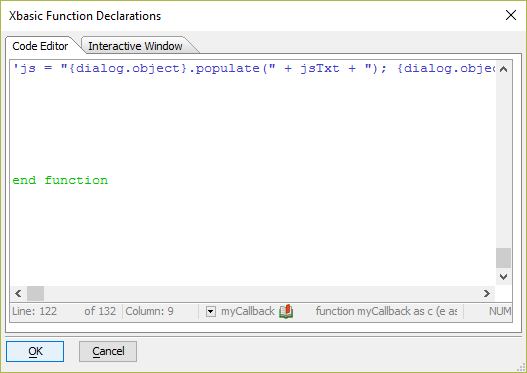 Xbasic Function Declarations
Code Editor Interactive Window
'js = "{dialog.object}.populate(" + jsTxt + "); {dialog.objec
end function
Line: 122 of 132 Column: 9 myCallback function myCallback as c (e as NUM
OK Cancel